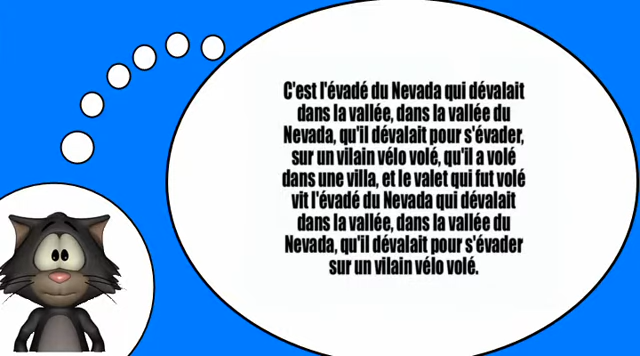 C'est l'évadé du Nevada qui dévalait
dans la vallée, dans la vallée du
Nevada, qu'il dévalait pour s'évader,
sur un vilain vélo volé, qu'il a volé
dans une villa, et le valet qui fut volé
vit l'évadé du Nevada qui dévalait
dans la vallée, dans la vallée du
Nevada, qu'il dévalait pour s'évader
sur un vilain vélo volé.